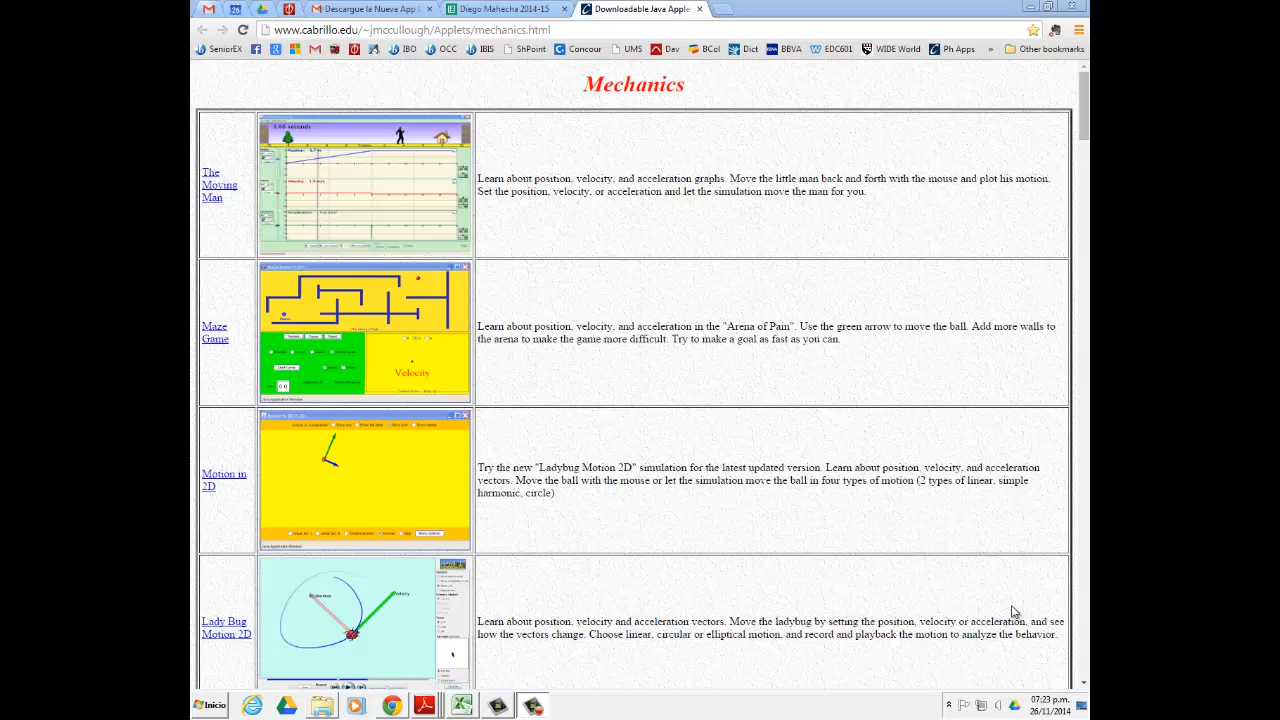 26
Descargue la Nueva App (
Diego Mahecha 2014-15
Downloadable Java Applet
www.cabrillo.edu/~jmccullough/Applets/mechanics.html
SeniorEX
IBO
OCC
IBIS
ShPoint
Concour
UMS
Dav
BCol
Dict
BBVA
EDC601
WIDE World
Ph Apps
»
Other bookmarks
Mechanics
The
Moving
Man
3.66 seconds
Learn about position, velocity, and acceleration graphs. Move the little man back and forth with the mouse and plot his motion.
Set the position, velocity, or acceleration and let the simulation move the man for you.
Maze
Game
Velocity
Learn about position, velocity, and acceleration in the "Arena of Pain". Use the green arrow to move the ball. Add more walls to
the arena to make the game more difficult. Try to make a goal as fast as you can.
Motion in
2D
Try the new "Ladybug Motion 2D" simulation for the latest updated version. Learn about position, velocity, and acceleration
vectors. Move the ball with the mouse or let the simulation move the ball in four types of motion (2 types of linear, simple
harmonic, circle).
Lady Bug
Motion 2D
Velocity
Learn about position, velocity and acceleration vectors. Move the ladybug by setting the position, velocity or acceleration, and see
how the vectors change. Choose linear, circular or elliptical motion, and record and playback the motion to analyze the behavior.
Inicio
07:23 p.m.
26/11/2014